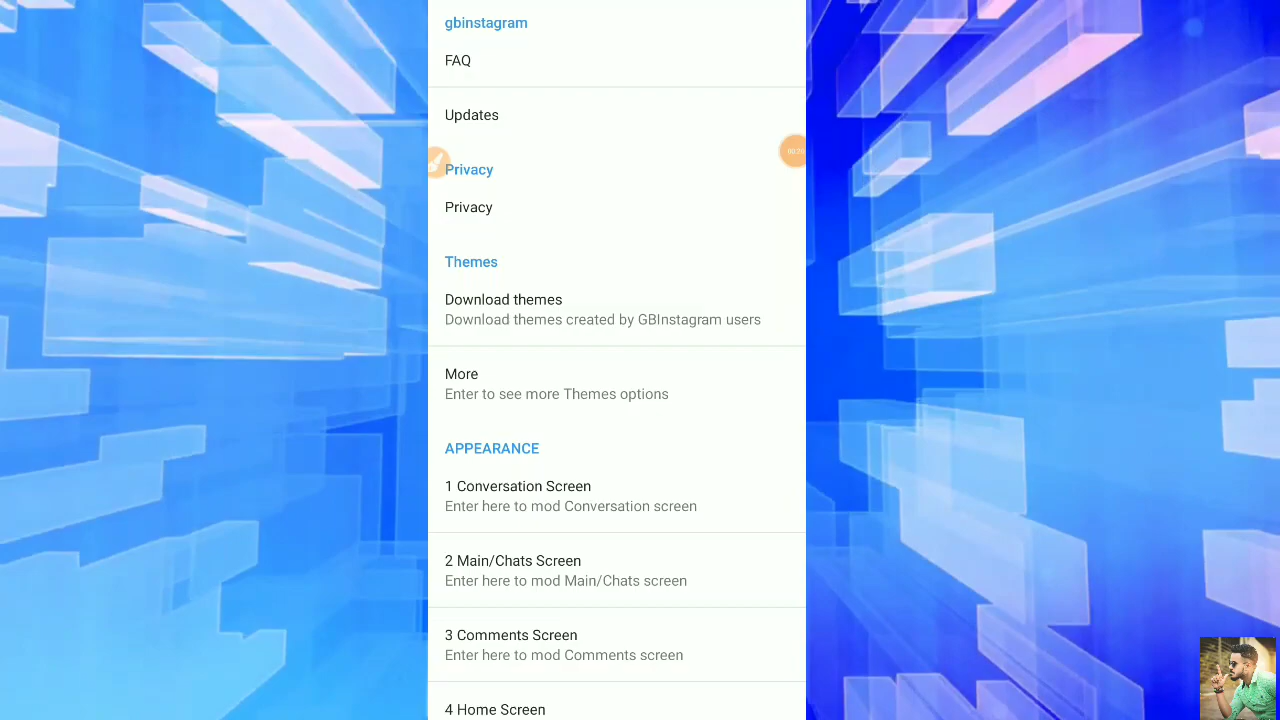 gbinstagram
FAQ
Updates
Privacy
Privacy
Themes
Download themes
Download themes created by GBInstagram users
More
Enter to see more Themes options
APPEARANCE
1 Conversation Screen
Enter here to mod Conversation screen
2 Main/Chats Screen
Enter here to mod Main/Chats screen
3 Comments Screen
Enter here to mod Comments screen
4 Home Screen